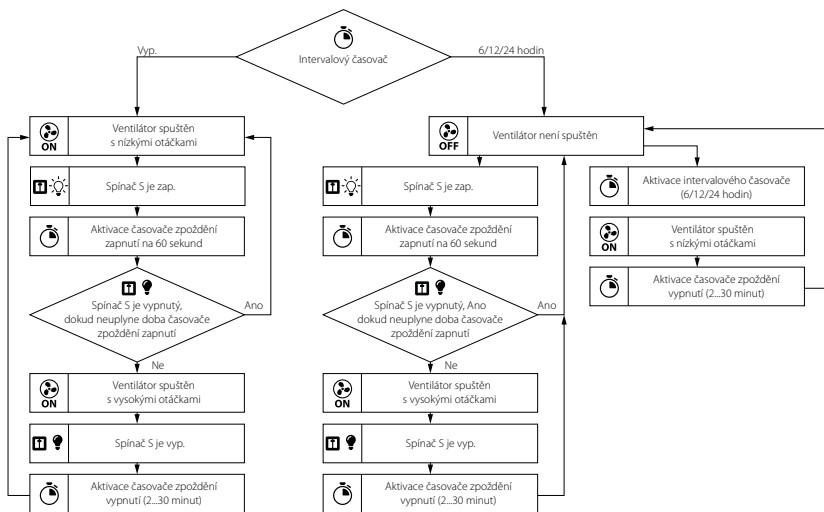 Intervalový časovač
Vyp.
6/12/24 hodin
ON
Ventilátor spuštěn
s nízkými otáčkami
Spínač S je zap.
Aktivace časovače zpoždění
zapnutí na 60 sekund
Spínač S je vypnutý,
dokud neuplyne doba časovače
zpoždění zapnutí
Ano
Ne
ON
Ventilátor spuštěn
s vysokými otáčkami
Spínač S je vyp.
Aktivace časovače zpoždění
vypnutí (2...30 minut)
OFF
Ventilátor není spuštěn
Spínač S je zap.
Aktivace časovače zpoždění
zapnutí na 60 sekund
Spínač S je vypnutý, Ano
dokud neuplyne doba časovače
zpoždění zapnutí
Ano
Ne
ON
Ventilátor spuštěn
s vysokými otáčkami
Spínač S je vyp.
Aktivace časovače zpoždění
vypnutí (2...30 minut)
Aktivace intervalového časovače
(6/12/24 hodin)
ON
Ventilátor spuštěn
s nízkými otáčkami
Aktivace časovače zpoždění
vypnutí (2...30 minut)